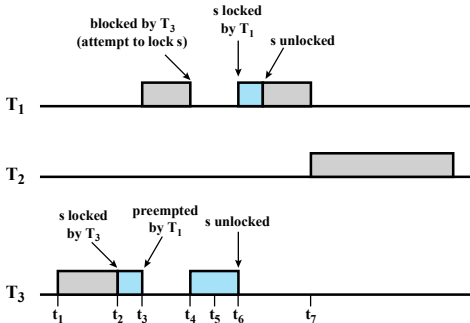 blocked by T3
(attempt to lock s)
s locked
by T1
s unlocked
T1
T2
s locked
by T3
preempted
by T1
s unlocked
T3
t1 t2 t3 t4 t5 t6 t7